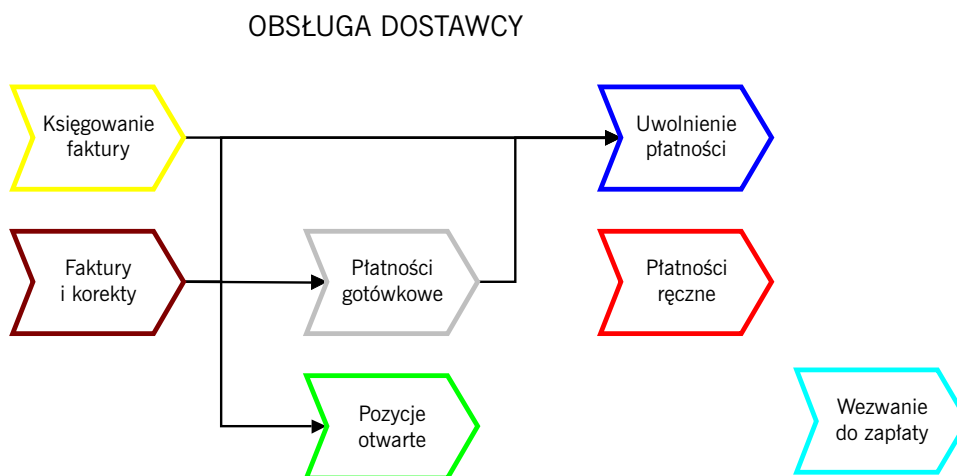 OBSŁUGA DOSTAWCY
Księgowanie
faktury
Uwolnienie
płatności
Faktury
i korekty
Płatności
gotówkowe
Płatności
ręczne
Pozycje
otwarte
Wezwanie
do zapłaty